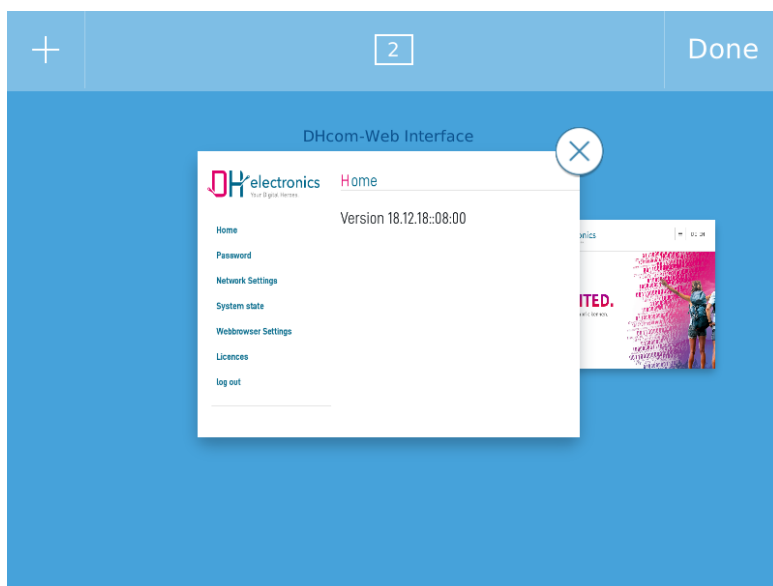 2
Done
DHcom-Web Interface
DH electronics
Your Digital Heroes
Home
Version 18.12.18::08:00
Home
Password
Network Settings
System state
Webbrowser Settings
Licences
log out
ITED.